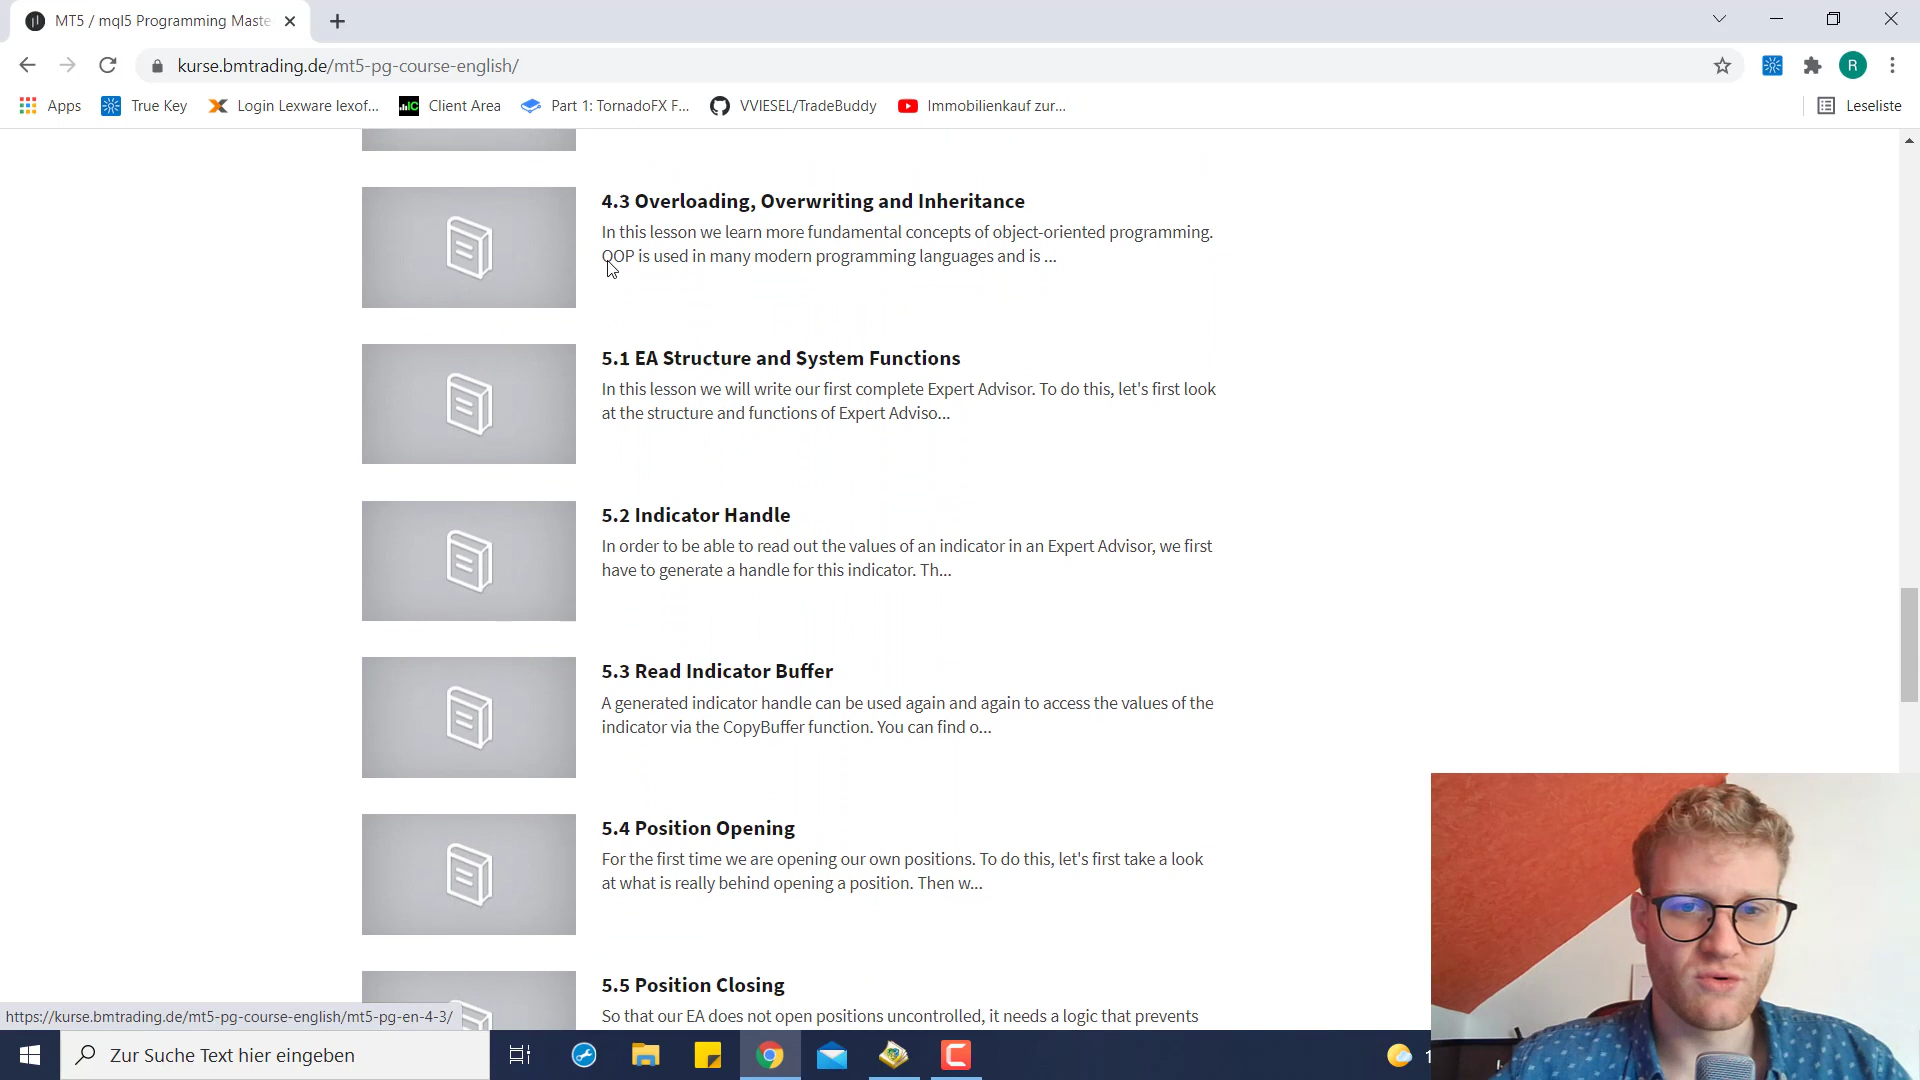 MT5 / mql5 Programming Maste
kurse.bmtrading.de/mt5-pg-course-english/
R
Apps
True Key
Login Lexware lexof...
Client Area
Part 1: TornadoFX F...
VVIESEL/TradeBuddy
Immobilienkauf zur...
Leseliste
4.3 Overloading, Overwriting and Inheritance
In this lesson we learn more fundamental concepts of object-oriented programming.
OOP is used in many modern programming languages and is ...
5.1 EA Structure and System Functions
In this lesson we will write our first complete Expert Advisor. To do this, let's first look
at the structure and functions of Expert Adviso...
5.2 Indicator Handle
In order to be able to read out the values of an indicator in an Expert Advisor, we first
have to generate a handle for this indicator. Th...
5.3 Read Indicator Buffer
A generated indicator handle can be used again and again to access the values of the
indicator via the CopyBuffer function. You can find o...
5.4 Position Opening
For the first time we are opening our own positions. To do this, let's first take a look
at what is really behind opening a position. Then w...
5.5 Position Closing
So that our EA does not open positions uncontrolled, it needs a logic that prevents
https://kurse.bmtrading.de/mt5-pg-course-english/mt5-pg-en-4-3/
Zur Suche Text hier eingeben